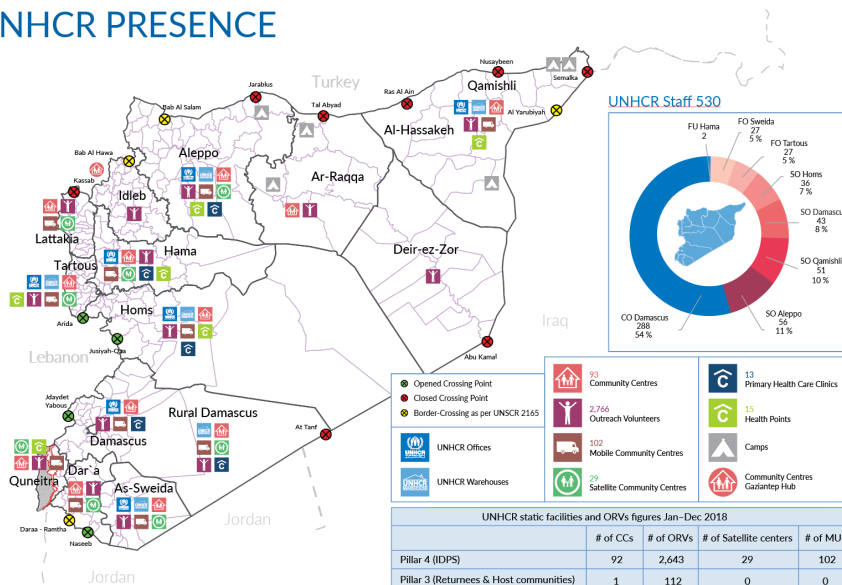 NHCR PRESENCE
Turkey
Nusaybeen
Semalka
Qamishli
Ras Al Ain
Jarablus
Tal Abyad
Al Yarubiyah
Bab Al Salam
Al-Hassakeh
Bab Al Hawa
Aleppo
Kassab
Idleb
Ar-Raqqa
Lattakia
Hama
Deir-ez-Zor
Tartous
UNHCR
Homs
Arida
Iraq
Jusiyah-Qaa
Lebanon
Abu Kamal
Jdaydet
Yabous
Rural Damascus
Damascus
At Tanf
Dar`a
Quneitra
As-Sweida
Daraa - Ramtha
Naseeb
Jordan
Jordan
UNHCR Staff 530
FU Hama
2
FO Sweida
27
5 %
FO Tartous
27
5 %
SO Homs
36
7 %
SO Damascu
43
8 %
SO Qamishli
51
10 %
SO Aleppo
56
11 %
CO Damascus
288
54 %
Opened Crossing Point
Closed Crossing Point
Border-Crossing as per UNSCR 2165
UNHCR
UNHCR Offices
UNHCR
UNHCR Warehouses
93
Community Centres
2,766
Outreach Volunteers
102
Mobile Community Centres
29
Satellite Community Centres
13
Primary Health Care Clinics
15
Health Points
Camps
Community Centres
Gaziantep Hub
UNHCR static facilities and ORVs figures Jan–Dec 2018
# of CCs # of ORVs # of Satellite centers # of MU
Pillar 4 (IDPS) 92 2,643 29 102
Pillar 3 (Returnees & Host communities) 1 112 0 0